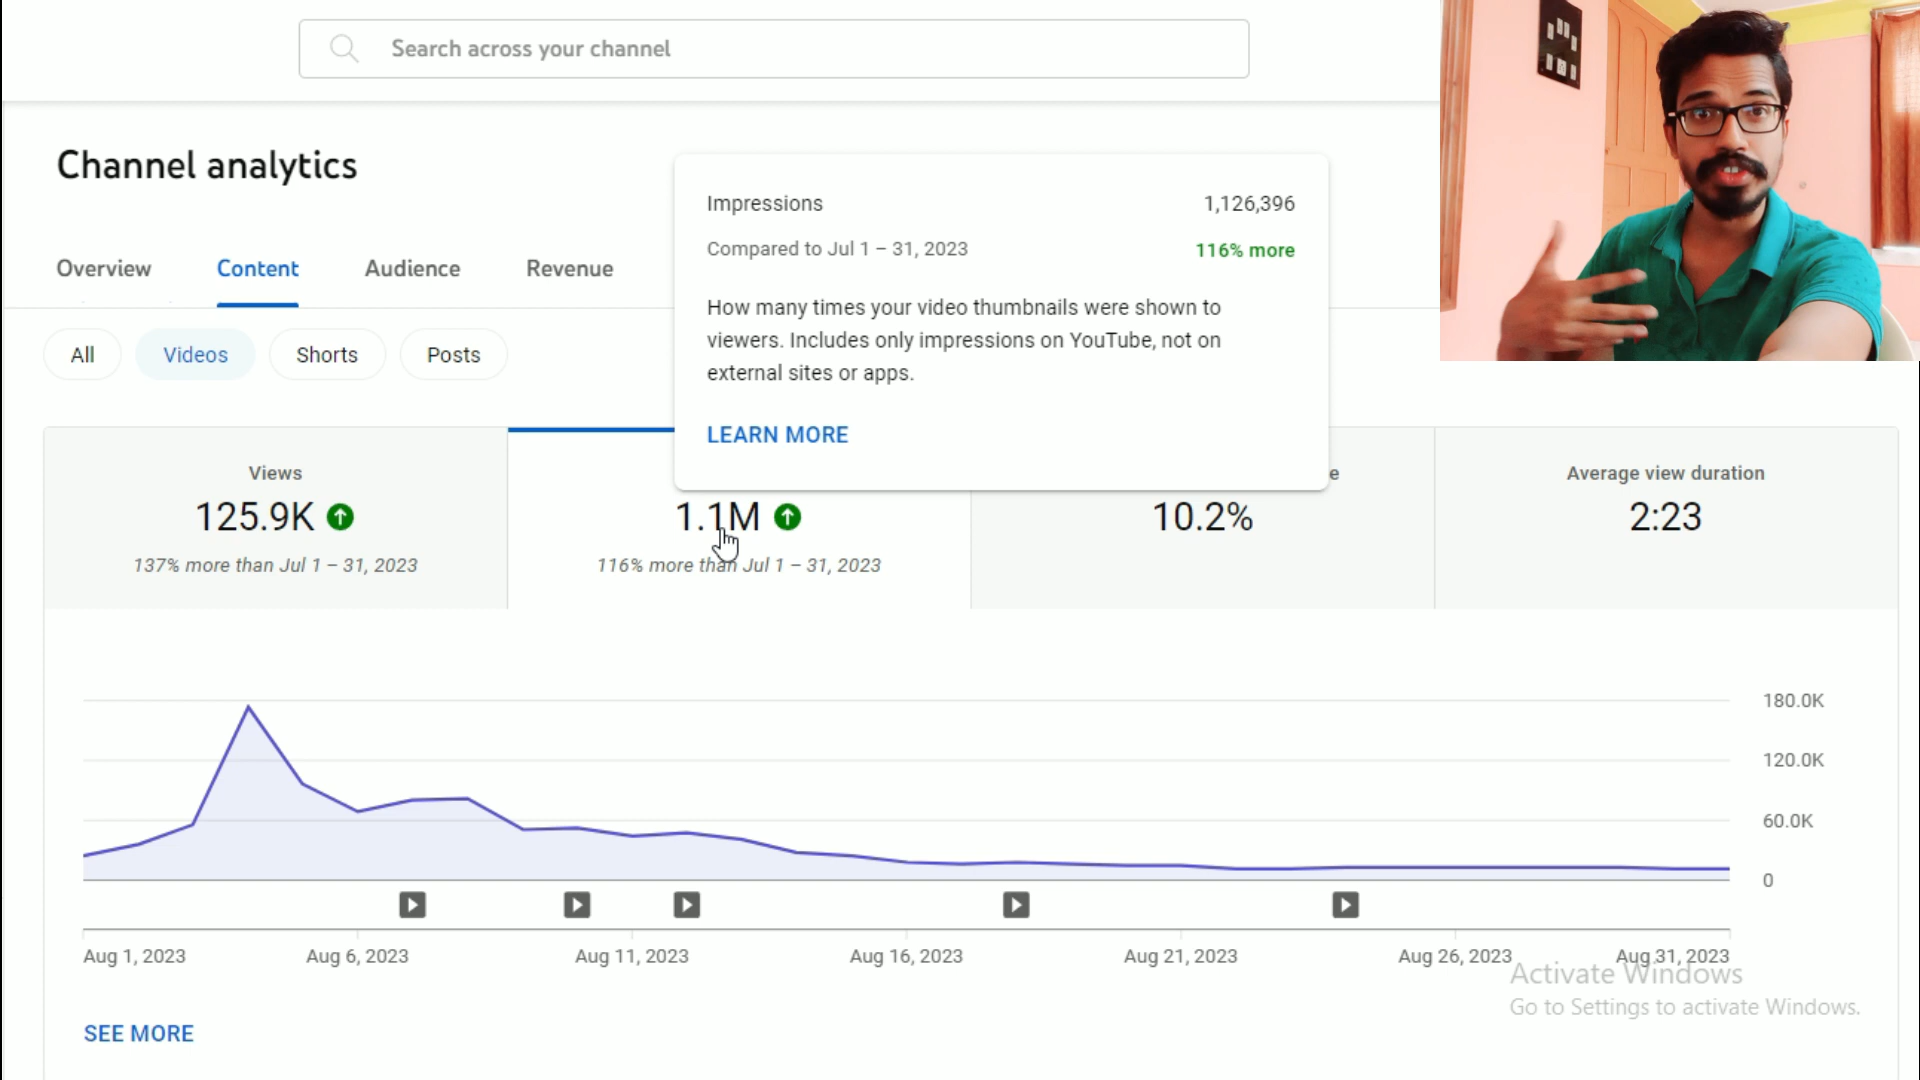 Search across your channel
Channel analytics
Overview Content Audience Revenue
All Videos Shorts Posts
Impressions 1,126,396
Compared to Jul 1 – 31, 2023 116% more
How many times your video thumbnails were shown to
viewers. Includes only impressions on YouTube, not on
external sites or apps.
LEARN MORE
Views
125.9K
137% more than Jul 1 – 31, 2023
1.1M
116% more than Jul 1 – 31, 2023
e
10.2%
Average view duration
2:23
180.0K
120.0K
60.0K
0
Aug 1, 2023 Aug 6, 2023 Aug 11, 2023 Aug 16, 2023 Aug 21, 2023 Aug 26, 2023 Aug 31, 2023
Activate Windows
Go to Settings to activate Windows.
SEE MORE